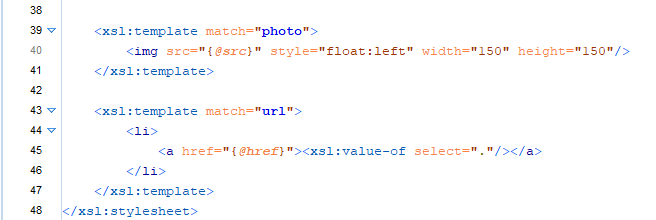 38
39 <xsl:template match="photo">
40 <img src="{@src}" style="float:left" width="150" height="150"/>
41 </xsl:template>
42
43 <xsl:template match="url">
44 <li>
45 <a href="{@href}"><xsl:value-of select="."/></a>
46 </li>
47 </xsl:template>
48 </xsl:stylesheet>